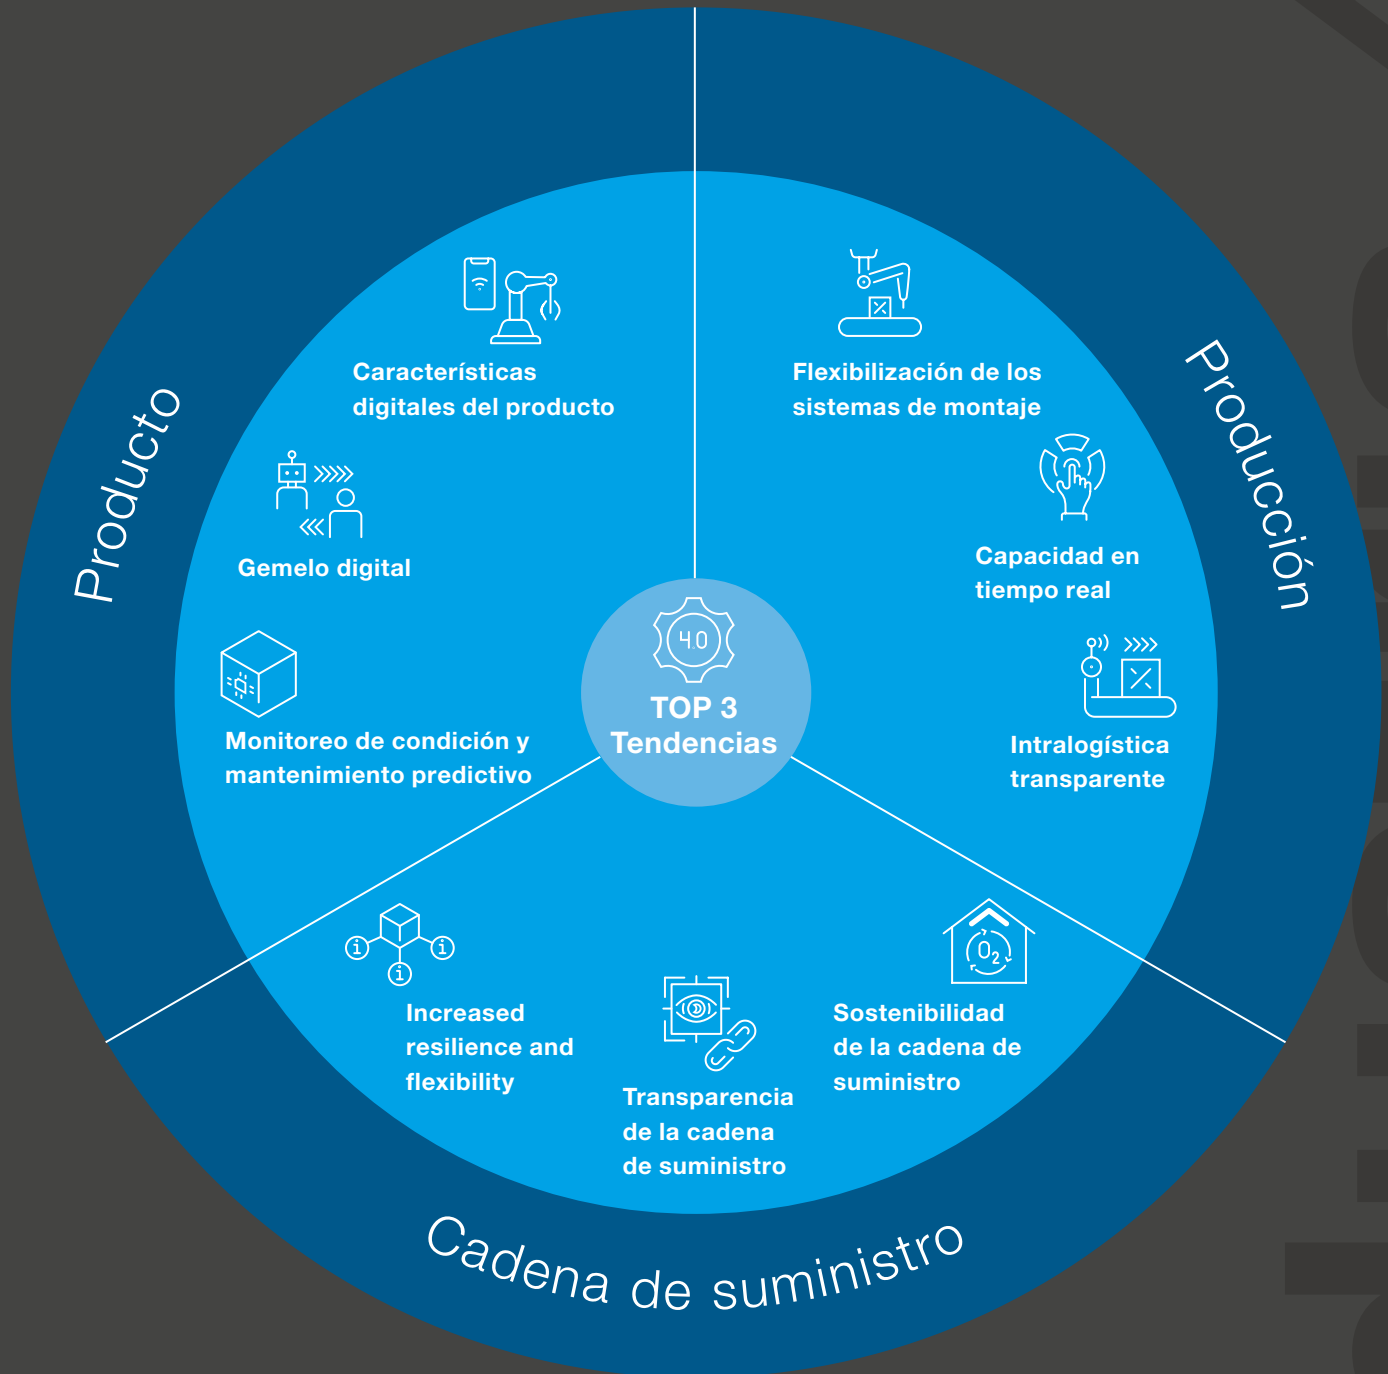 Producto
Características
digitales del producto
Gemelo digital
Monitoreo de condición y
mantenimiento predictivo
Producción
Flexibilización de los
sistemas de montaje
Capacidad en
tiempo real
Intralogística
transparente
4.0
TOP 3
Tendencias
i
i
i
Increased
resilience and
flexibility
Transparencia
de la cadena
de suministro
O2
Sostenibilidad
de la cadena de
suministro
Cadena de suministro